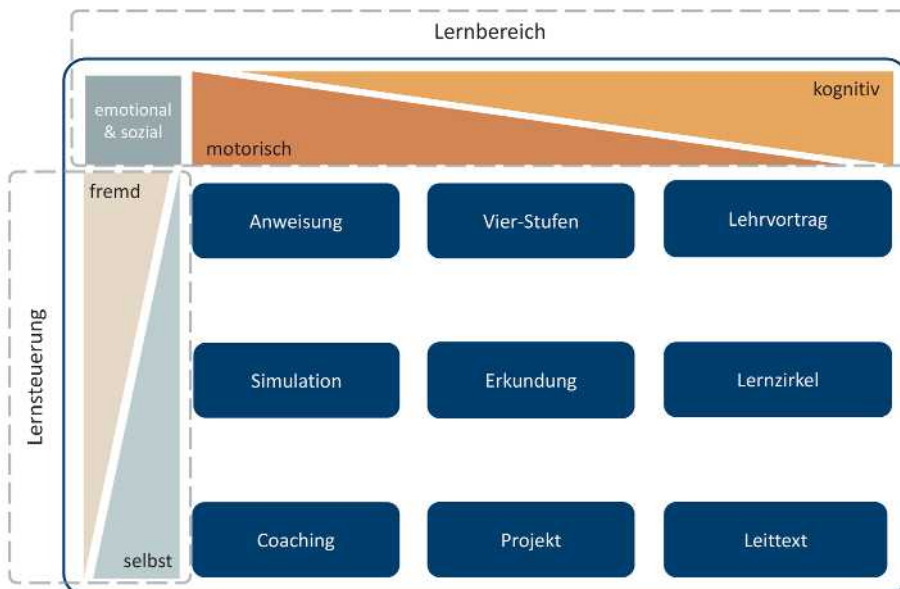 Lernbereich
emotional
& sozial
kognitiv
motorisch
Lernsteuerung
fremd
selbst
Anweisung
Vier-Stufen
Lehrvortrag
Simulation
Erkundung
Lernzirkel
Coaching
Projekt
Leittext